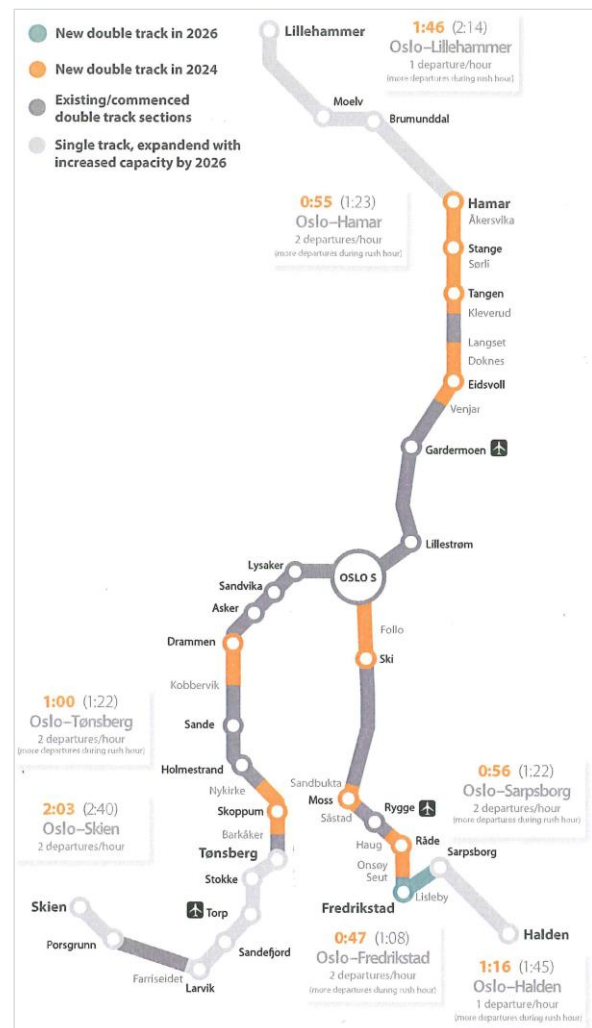 New double track in 2026
New double track in 2024
Existing/commenced
double track sections
Single track, expandend with
increased capacity by 2026
Lillehammer
1:46 (2:14)
Oslo–Lillehammer
1 departure/hour
(more departures during rush hour)
Moelv
Brumunddal
0:55 (1:23)
Oslo–Hamar
2 departures/hour
(more departures during rush hour)
Hamar
Åkersvika
Stange
Sørli
Tangen
Kleverud
Langset
Doknes
Eidsvoll
Venjar
Gardermoen
Lillestrøm
OSLO S
Lysaker
Sandvika
Asker
Drammen
Kobbervik
Sande
Holmestrand
Nykirke
Skoppum
Barkåker
Tønsberg
Stokke
Torp
Sandefjord
Larvik
Farriseidet
Porsgrunn
Skien
1:00 (1:22)
Oslo–Tønsberg
2 departures/hour
(more departures during rush hour)
2:03 (2:40)
Oslo–Skien
2 departures/hour
Follo
Ski
Sandbukta
Moss
Såstad
Rygge
Haug
Råde
Onsøy
Seut
Fredrikstad
Lisleby
Sarpsborg
Halden
0:56 (1:22)
Oslo–Sarpsborg
2 departures/hour
(more departures during rush hour)
0:47 (1:08)
Oslo–Fredrikstad
2 departures/hour
(more departures during rush hour)
1:16 (1:45)
Oslo–Halden
1 departure/hour
(more departures during rush hour)